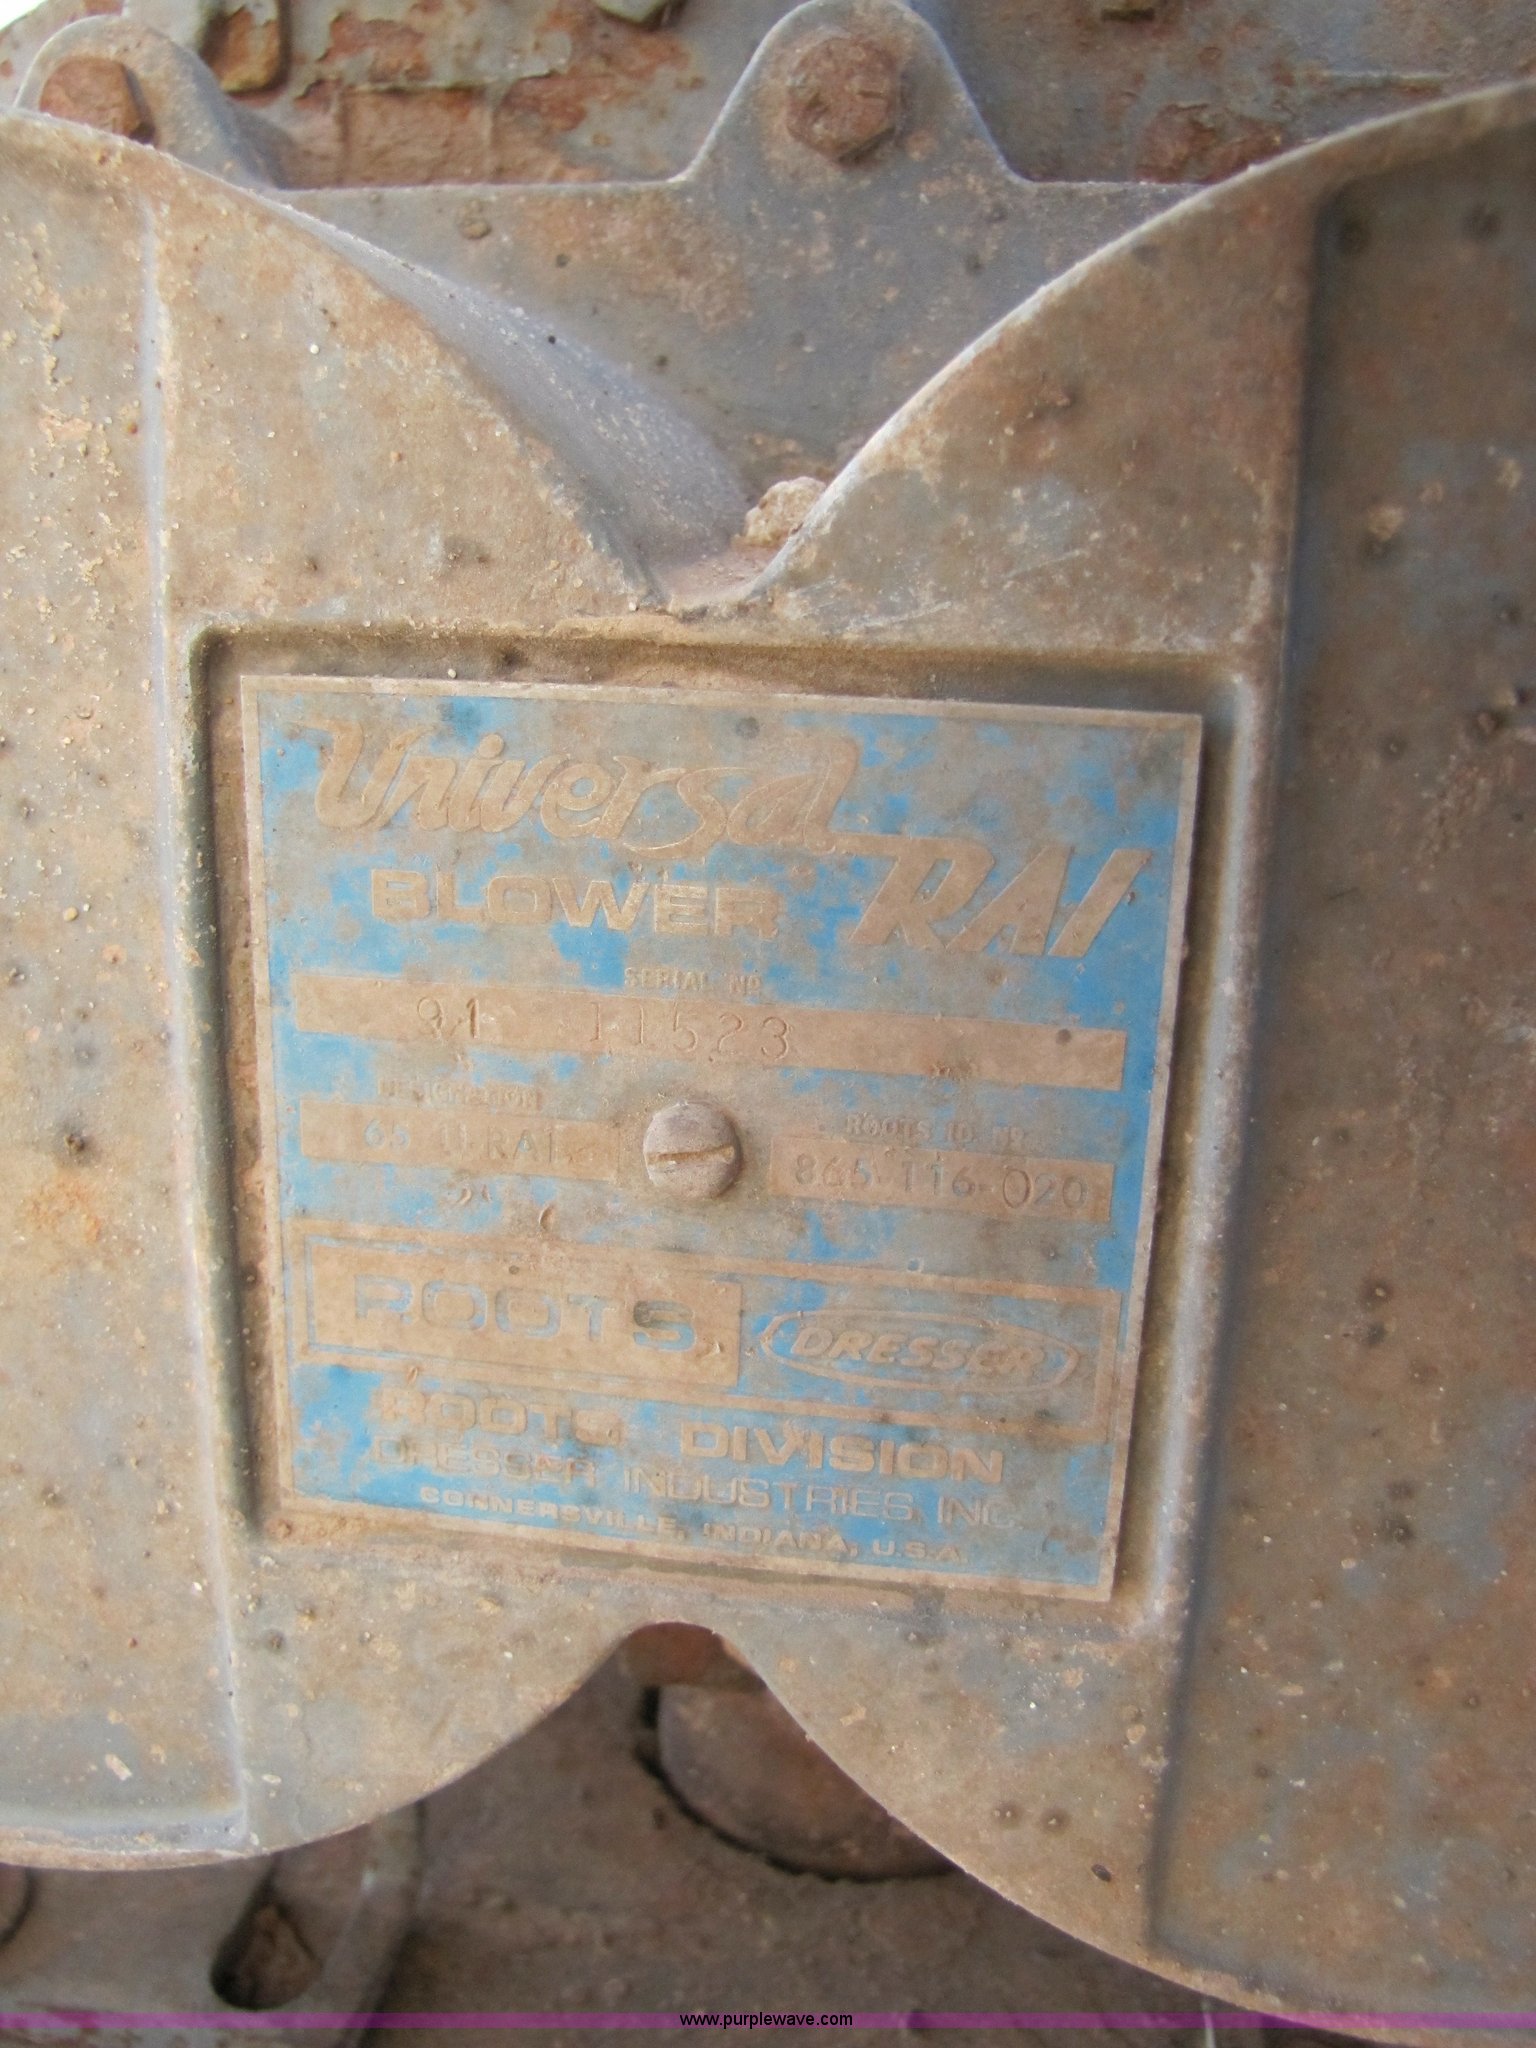 Universal RAI
BLOWER
SERIAL Nº
91 11523
DESIGNATION
65 URAI
ROOTS ID. Nº
865-116-020
ROOTS
DRESSER
ROOTS DIVISION
DRESSER INDUSTRIES, INC.
CONNERSVILLE, INDIANA, U.S.A.
www.purplewave.com